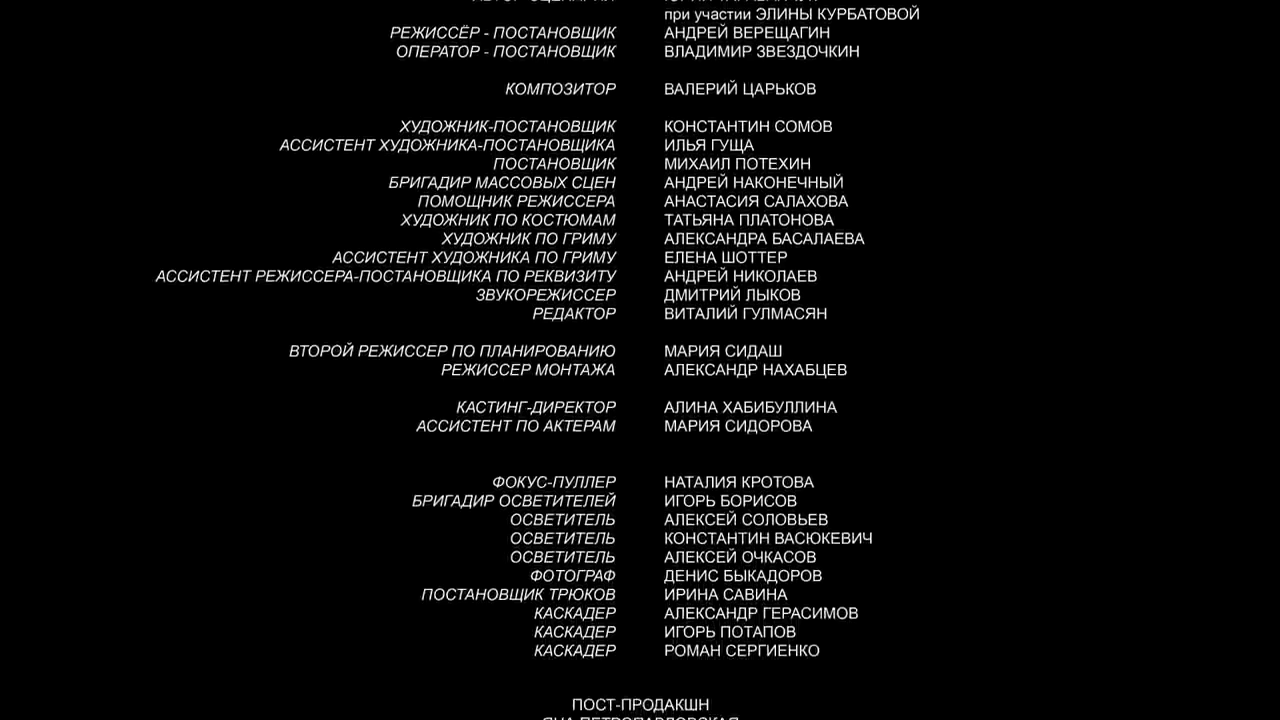 при участии ЭЛИНЫ КУРБАТОВОЙ
РЕЖИССЁР - ПОСТАНОВЩИК АНДРЕЙ ВЕРЕЩАГИН
ОПЕРАТОР - ПОСТАНОВЩИК ВЛАДИМИР ЗВЕЗДОЧКИН
КОМПОЗИТОР ВАЛЕРИЙ ЦАРЬКОВ
ХУДОЖНИК-ПОСТАНОВЩИК КОНСТАНТИН СОМОВ
АССИСТЕНТ ХУДОЖНИКА-ПОСТАНОВЩИКА ИЛЬЯ ГУЩА
ПОСТАНОВЩИК МИХАИЛ ПОТЕХИН
БРИГАДИР МАССОВЫХ СЦЕН АНДРЕЙ НАКОНЕЧНЫЙ
ПОМОЩНИК РЕЖИССЕРА АНАСТАСИЯ САЛАХОВА
ХУДОЖНИК ПО КОСТЮМАМ ТАТЬЯНА ПЛАТОНОВА
ХУДОЖНИК ПО ГРИМУ АЛЕКСАНДРА БАСАЛАЕВА
АССИСТЕНТ ХУДОЖНИКА ПО ГРИМУ ЕЛЕНА ШОТТЕР
АССИСТЕНТ РЕЖИССЕРА-ПОСТАНОВЩИКА ПО РЕКВИЗИТУ АНДРЕЙ НИКОЛАЕВ
ЗВУКОРЕЖИССЕР ДМИТРИЙ ЛЫКОВ
РЕДАКТОР ВИТАЛИЙ ГУЛМАСЯН
ВТОРОЙ РЕЖИССЕР ПО ПЛАНИРОВАНИЮ МАРИЯ СИДАШ
РЕЖИССЕР МОНТАЖА АЛЕКСАНДР НАХАБЦЕВ
КАСТИНГ-ДИРЕКТОР АЛИНА ХАБИБУЛЛИНА
АССИСТЕНТ ПО АКТЕРАМ МАРИЯ СИДОРОВА
ФОКУС-ПУЛЛЕР НАТАЛИЯ КРОТОВА
БРИГАДИР ОСВЕТИТЕЛЕЙ ИГОРЬ БОРИСОВ
ОСВЕТИТЕЛЬ АЛЕКСЕЙ СОЛОВЬЕВ
ОСВЕТИТЕЛЬ КОНСТАНТИН ВАСЮКЕВИЧ
ОСВЕТИТЕЛЬ АЛЕКСЕЙ ОЧКАСОВ
ФОТОГРАФ ДЕНИС БЫКАДОРОВ
ПОСТАНОВЩИК ТРЮКОВ ИРИНА САВИНА
КАСКАДЕР АЛЕКСАНДР ГЕРАСИМОВ
КАСКАДЕР ИГОРЬ ПОТАПОВ
КАСКАДЕР РОМАН СЕРГИЕНКО
ПОСТ-ПРОДАКШН